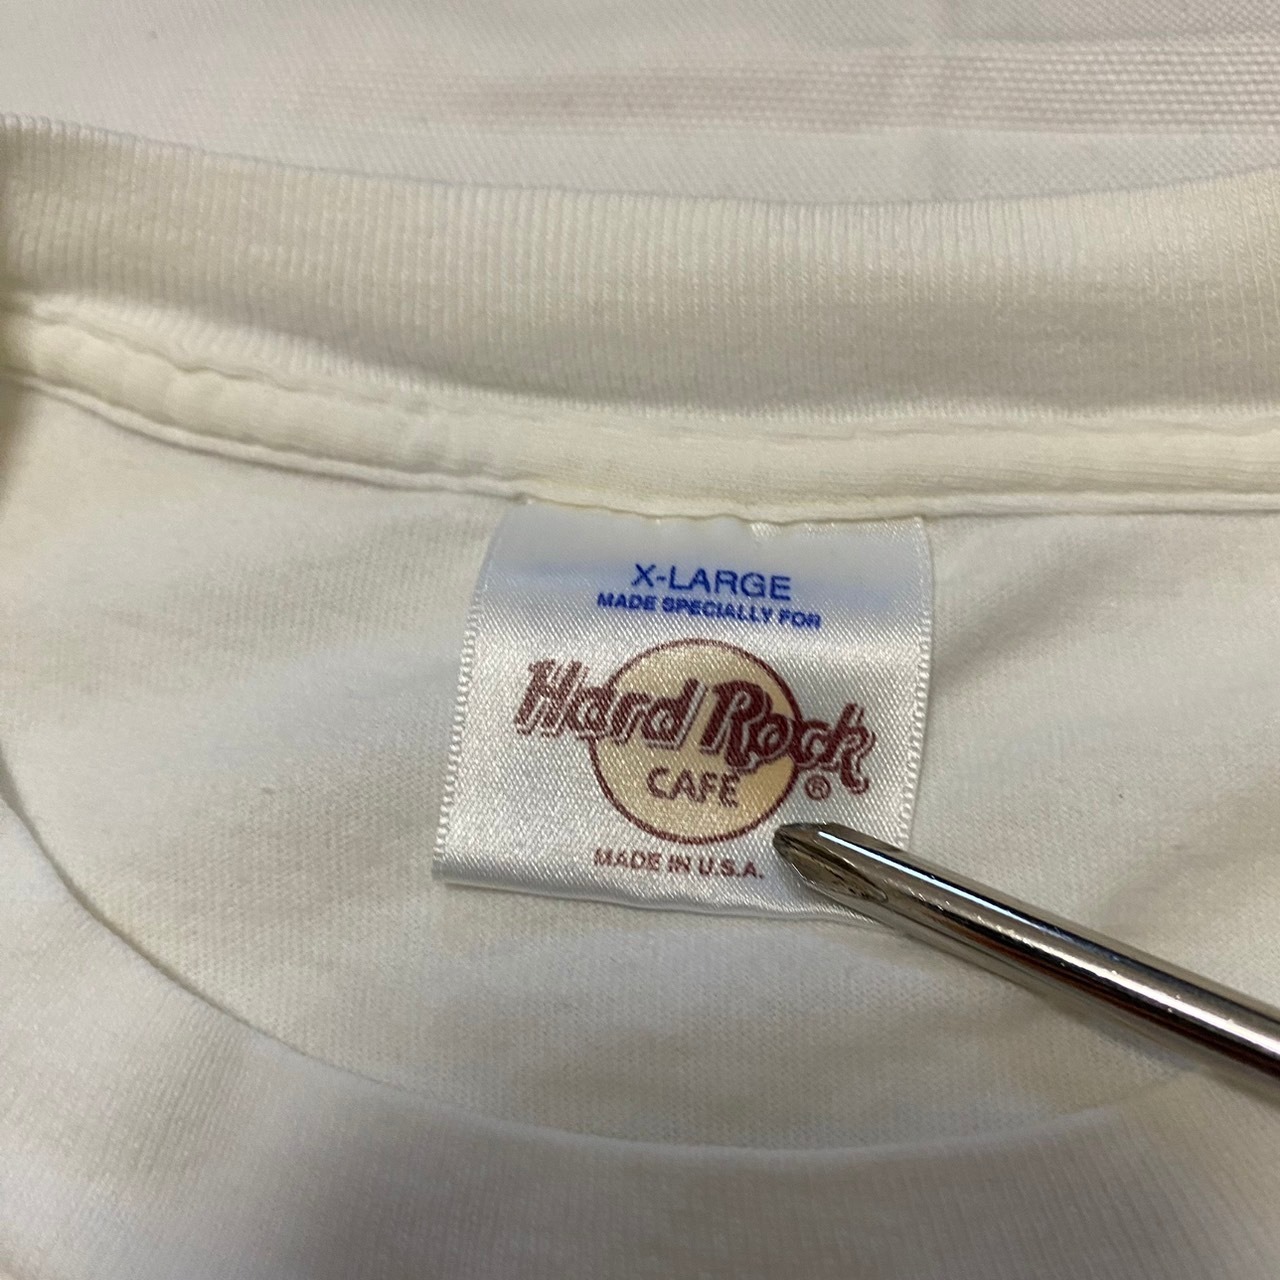 X-LARGE
MADE SPECIALLY FOR
Hard Rock
CAFE ®
MADE IN U.S.A.